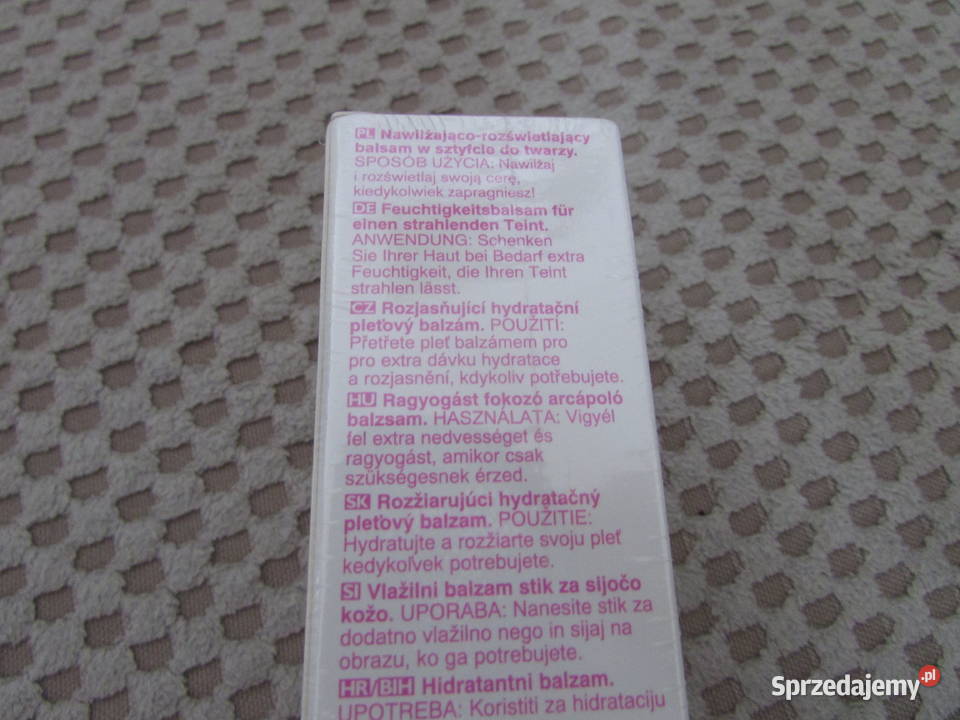 PL Nawilżająco-rozświetlający
balsam w sztyfcie do twarzy.
SPOSÓB UŻYCIA: Nawilżaj
i rozświetlaj swoją cerę,
kiedykolwiek zapragniesz!
DE Feuchtigkeitsbalsam für
einen strahlenden Teint.
ANWENDUNG: Schenken
Sie Ihrer Haut bei Bedarf extra
Feuchtigkeit, die Ihren Teint
strahlen lässt.
CZ Rozjasňující hydratační
pleťový balzám. POUŽITÍ:
Přetřete pleť balzámem pro
pro extra dávku hydratace
a rozjasnění, kdykoliv potřebujete.
HU Ragyogást fokozó arcápoló
balzsam. HASZNÁLATA: Vigyél
fel extra nedvességet és
ragyogást, amikor csak
szükségesnek érzed.
SK Rozžiarujúci hydratačný
pleťový balzam. POUŽITIE:
Hydratujte a rozžiarte svoju pleť
kedykoľvek potrebujete.
SI Vlažilni balzam stik za sijočo
kožo. UPORABA: Nanesite stik za
dodatno vlažilno nego in sijaj na
obrazu, ko ga potrebujete.
HR/BIH Hidratantni balzam.
UPOTREBA: Koristiti za hidrataciju
Sprzedajemy.pl